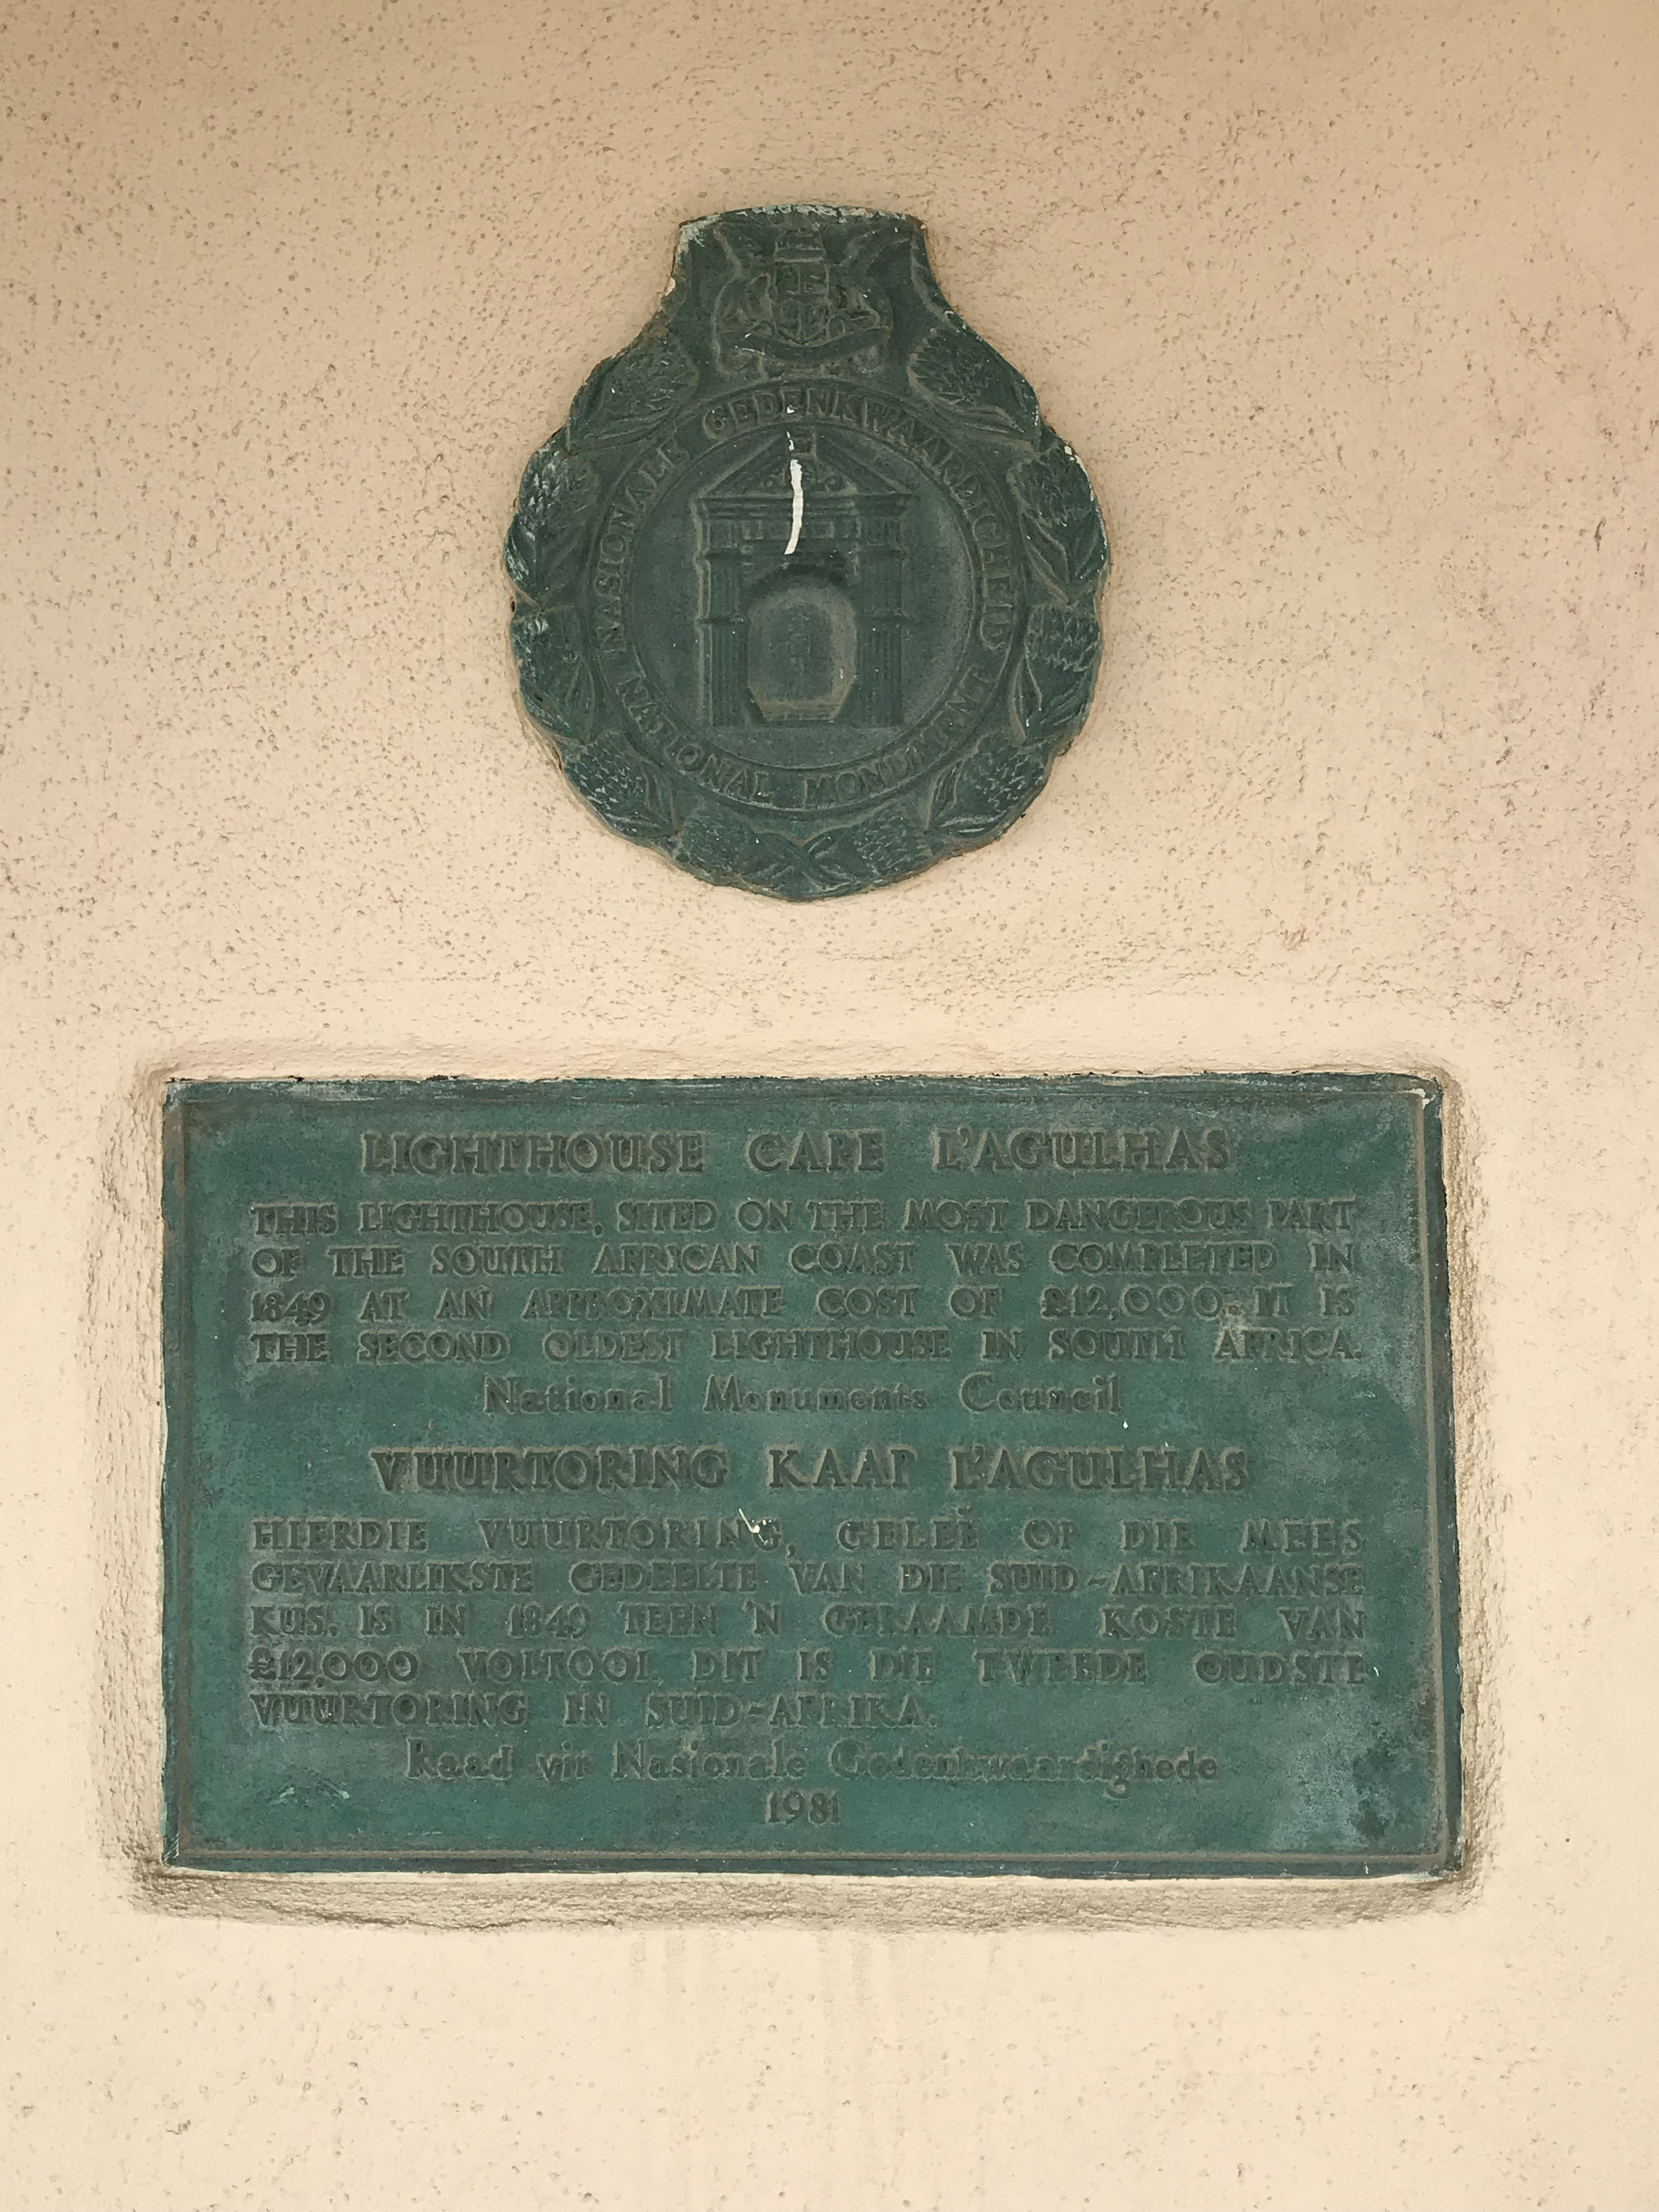 NASIONALE GEDENKWAARDIGHEID
NATIONAL MONUMENT
LIGHTHOUSE CAPE L'AGULHAS
THIS LIGHTHOUSE, SITED ON THE MOST DANGEROUS PART
OF THE SOUTH AFRICAN COAST WAS COMPLETED IN
1849 AT AN APPROXIMATE COST OF £12,000. IT IS
THE SECOND OLDEST LIGHTHOUSE IN SOUTH AFRICA.
National Monuments Council
VUURTORING KAAP L'AGULHAS
HIERDIE VUURTORING, GELEË OP DIE MEES
GEVAARLIKSTE GEDEELTE VAN DIE SUID-AFRIKAANSE
KUS, IS IN 1849 TEEN 'N GERAAMDE KOSTE VAN
£12,000 VOLTOOI. DIT IS DIE TWEEDE OUDSTE
VUURTORING IN SUID-AFRIKA.
Raad vir Nasionale Gedenkwaardighede
1981